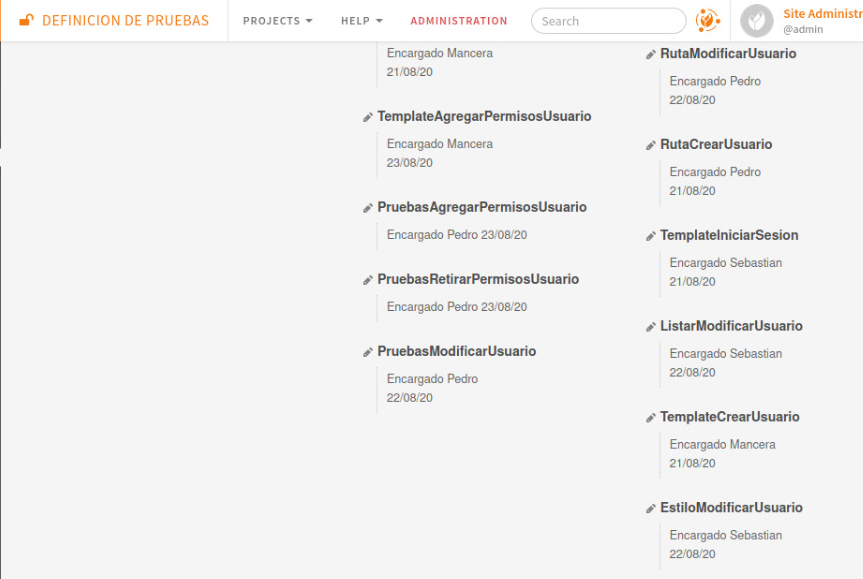 DEFINICION DE PRUEBAS
PROJECTS
HELP
ADMINISTRATION
Search
Site Administr
@admin
Encargado Mancera
21/08/20
TemplateAgregarPermisosUsuario
Encargado Mancera
23/08/20
PruebasAgregarPermisosUsuario
Encargado Pedro 23/08/20
PruebasRetirarPermisosUsuario
Encargado Pedro 23/08/20
PruebasModificarUsuario
Encargado Pedro
22/08/20
RutaModificarUsuario
Encargado Pedro
22/08/20
RutaCrearUsuario
Encargado Pedro
21/08/20
TemplateIniciarSesion
Encargado Sebastian
21/08/20
ListarModificarUsuario
Encargado Sebastian
22/08/20
TemplateCrearUsuario
Encargado Mancera
21/08/20
EstiloModificarUsuario
Encargado Sebastian
22/08/20